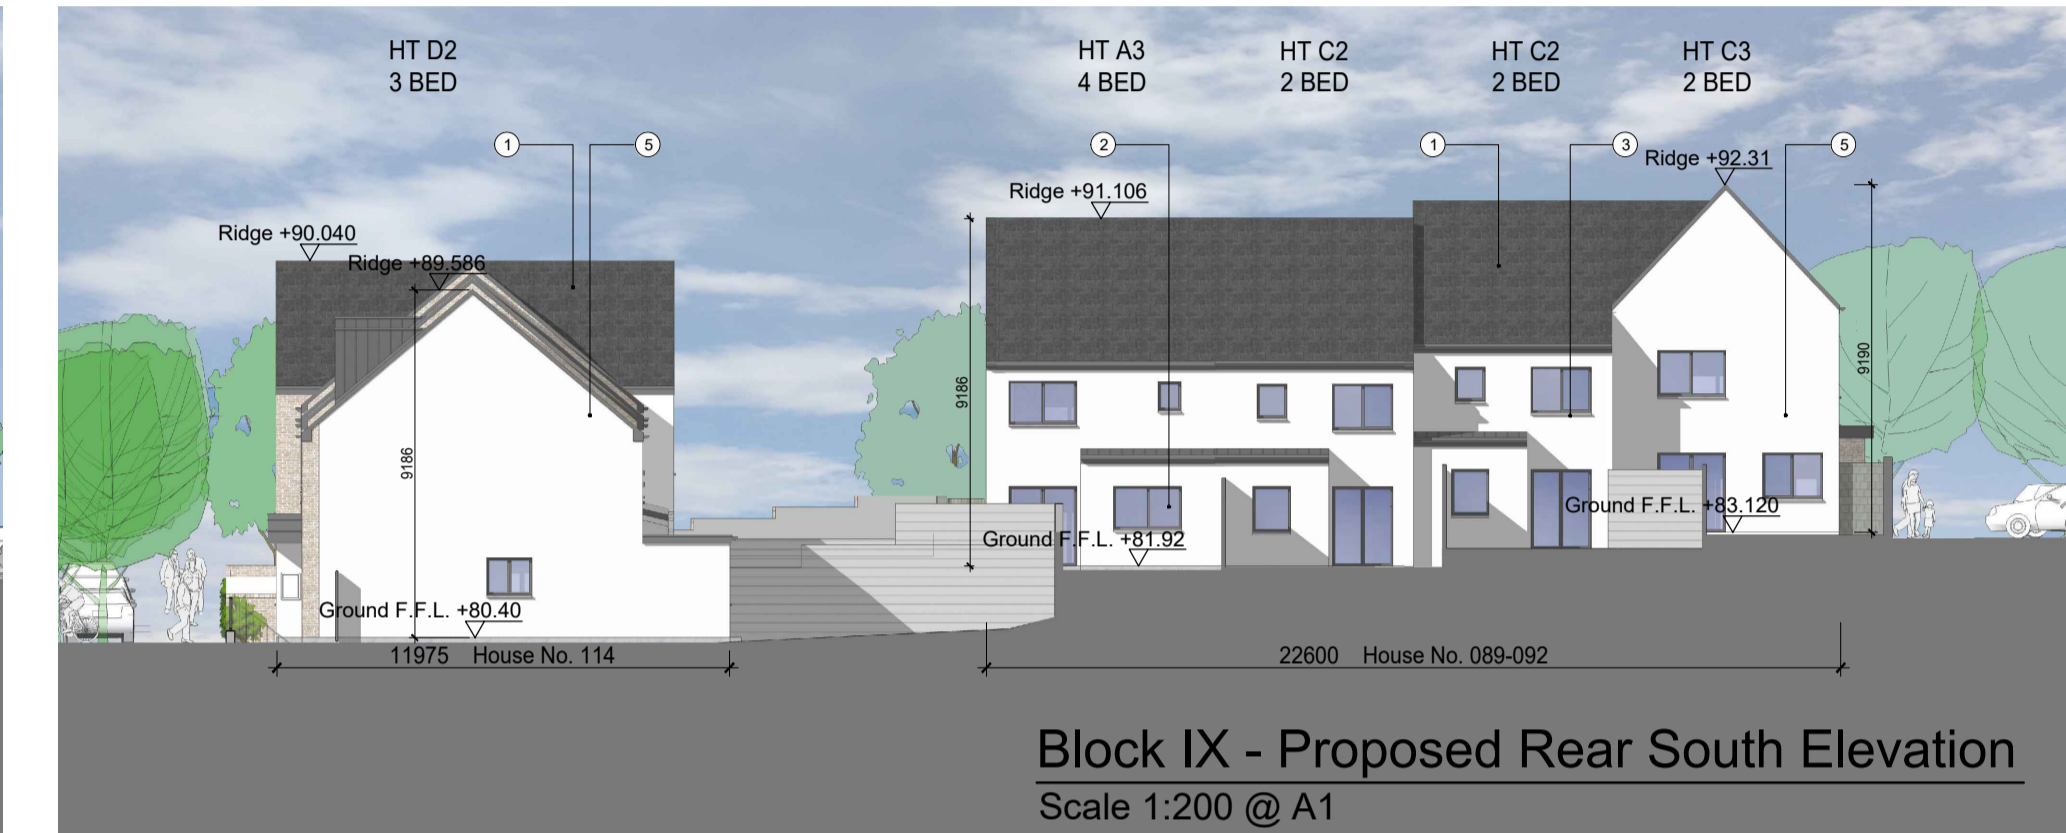 HT D2
3 BED
HT A3
4 BED
HT C2
2 BED
HT C2
2 BED
HT C3
2 BED
1
5
2
1
3
5
Ridge +92.31
Ridge +91.106
Ridge +90.040
Ridge +89.586
9186
9186
9190
Ground F.F.L. +83.120
Ground F.F.L. +81.92
Ground F.F.L. +80.40
11975 House No. 114
22600 House No. 089-092
Block IX - Proposed Rear South Elevation
Scale 1:200 @ A1